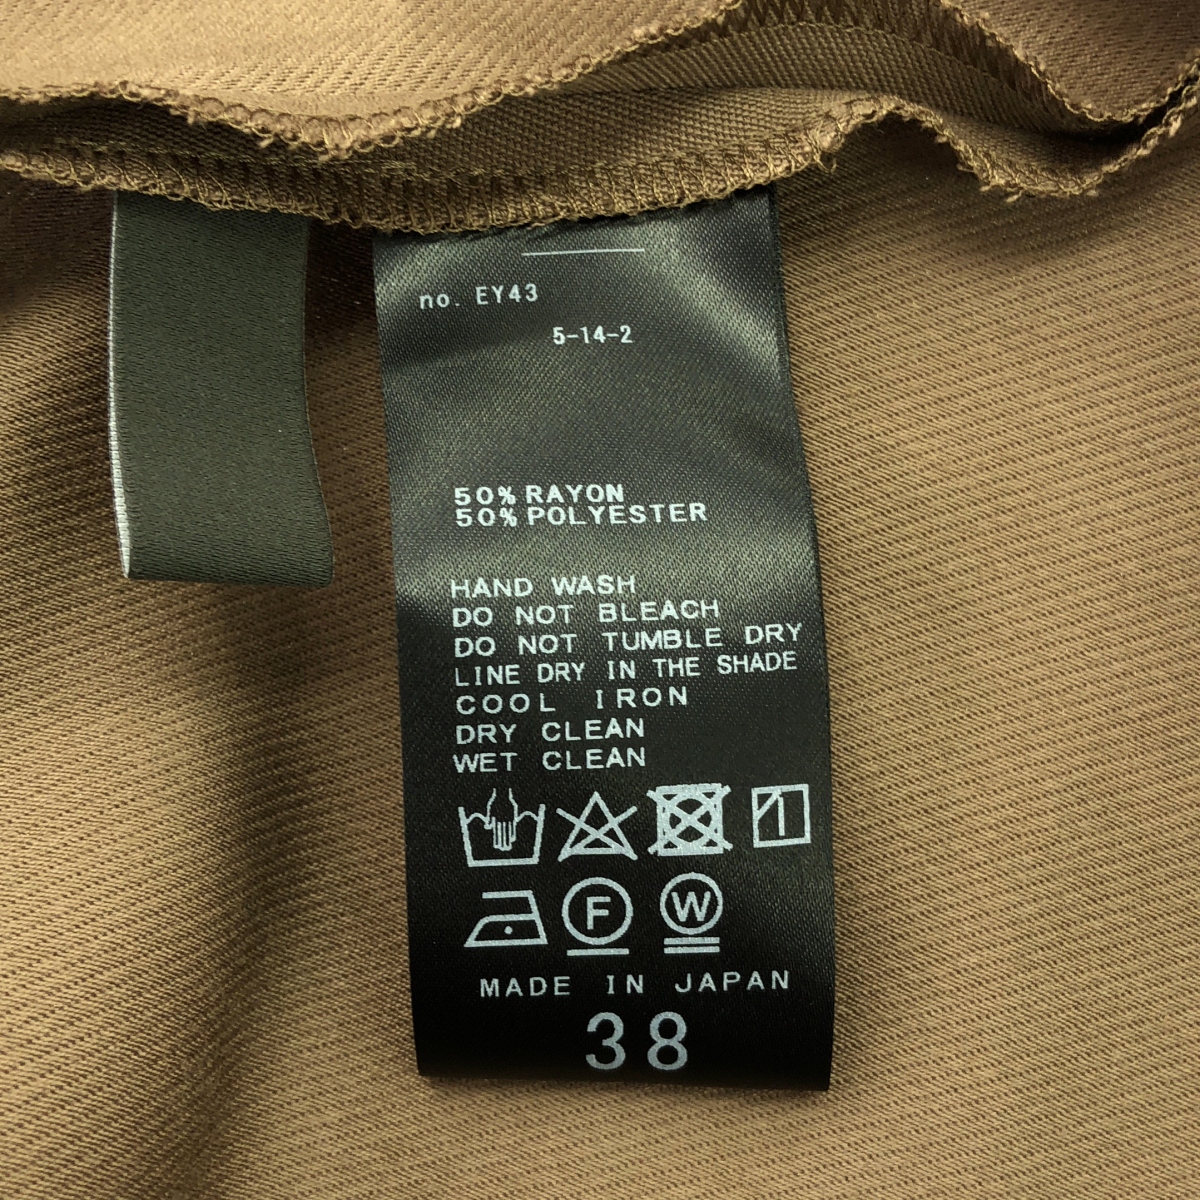 no. EY43
5-14-2
50% RAYON
50% POLYESTER
HAND WASH
DO NOT BLEACH
DO NOT TUMBLE DRY
LINE DRY IN THE SHADE
COOL IRON
DRY CLEAN
WET CLEAN
F W
MADE IN JAPAN
38